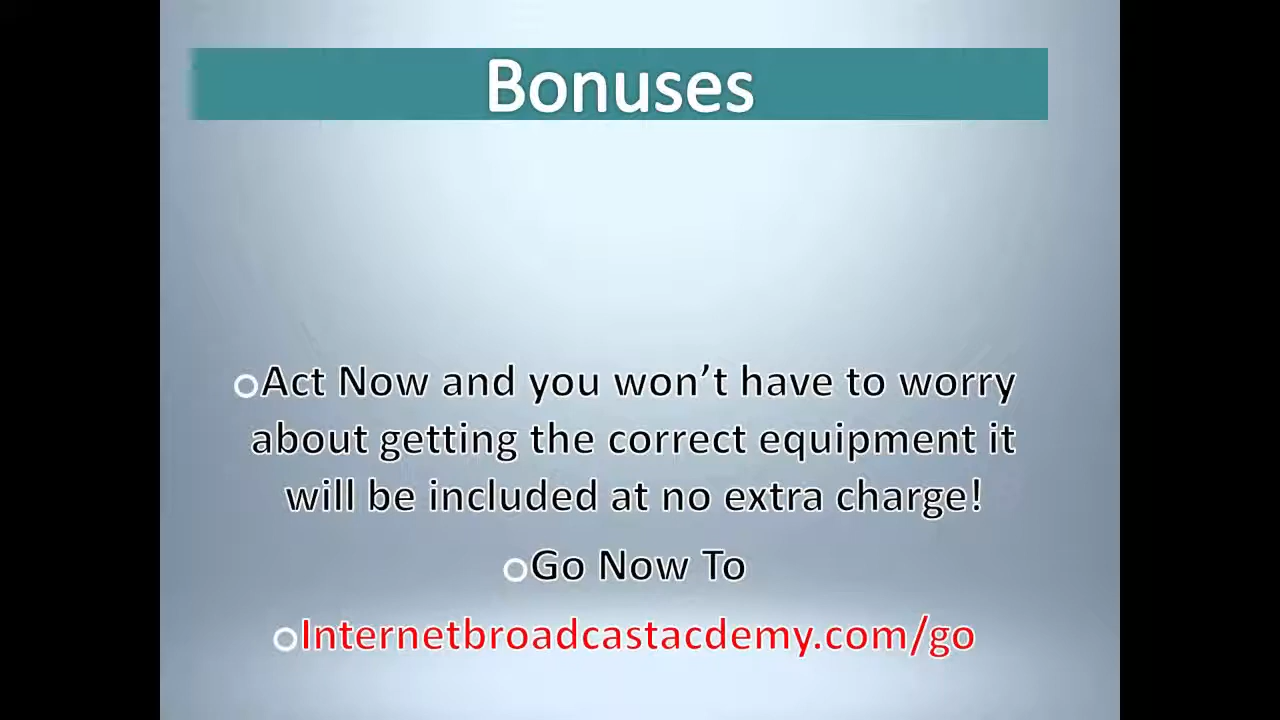 Bonuses
Act Now and you won’t have to worry
about getting the correct equipment it
will be included at no extra charge!
Go Now To
Internetbroadcastacdemy.com/go